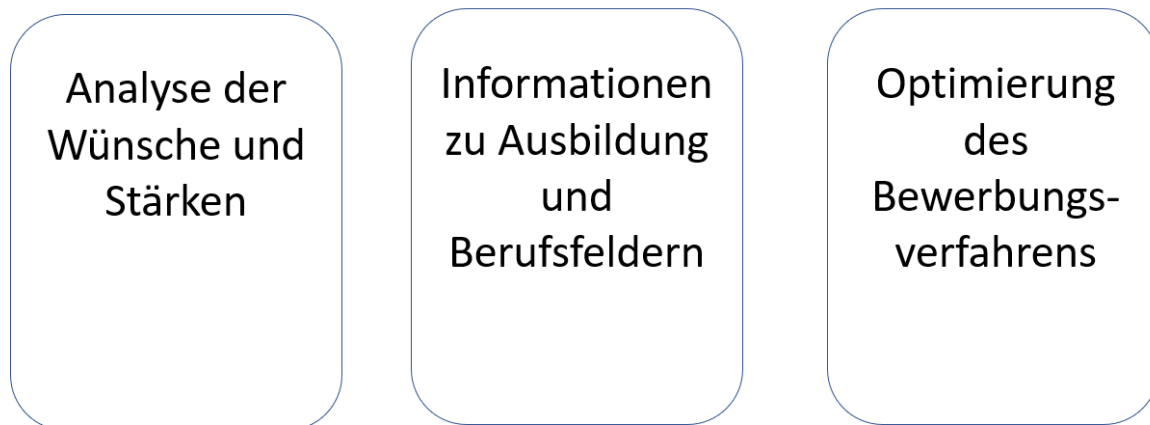 Analyse der
Wünsche und
Stärken
Informationen
zu Ausbildung
und
Berufsfeldern
Optimierung
des
Bewerbungs-
verfahrens